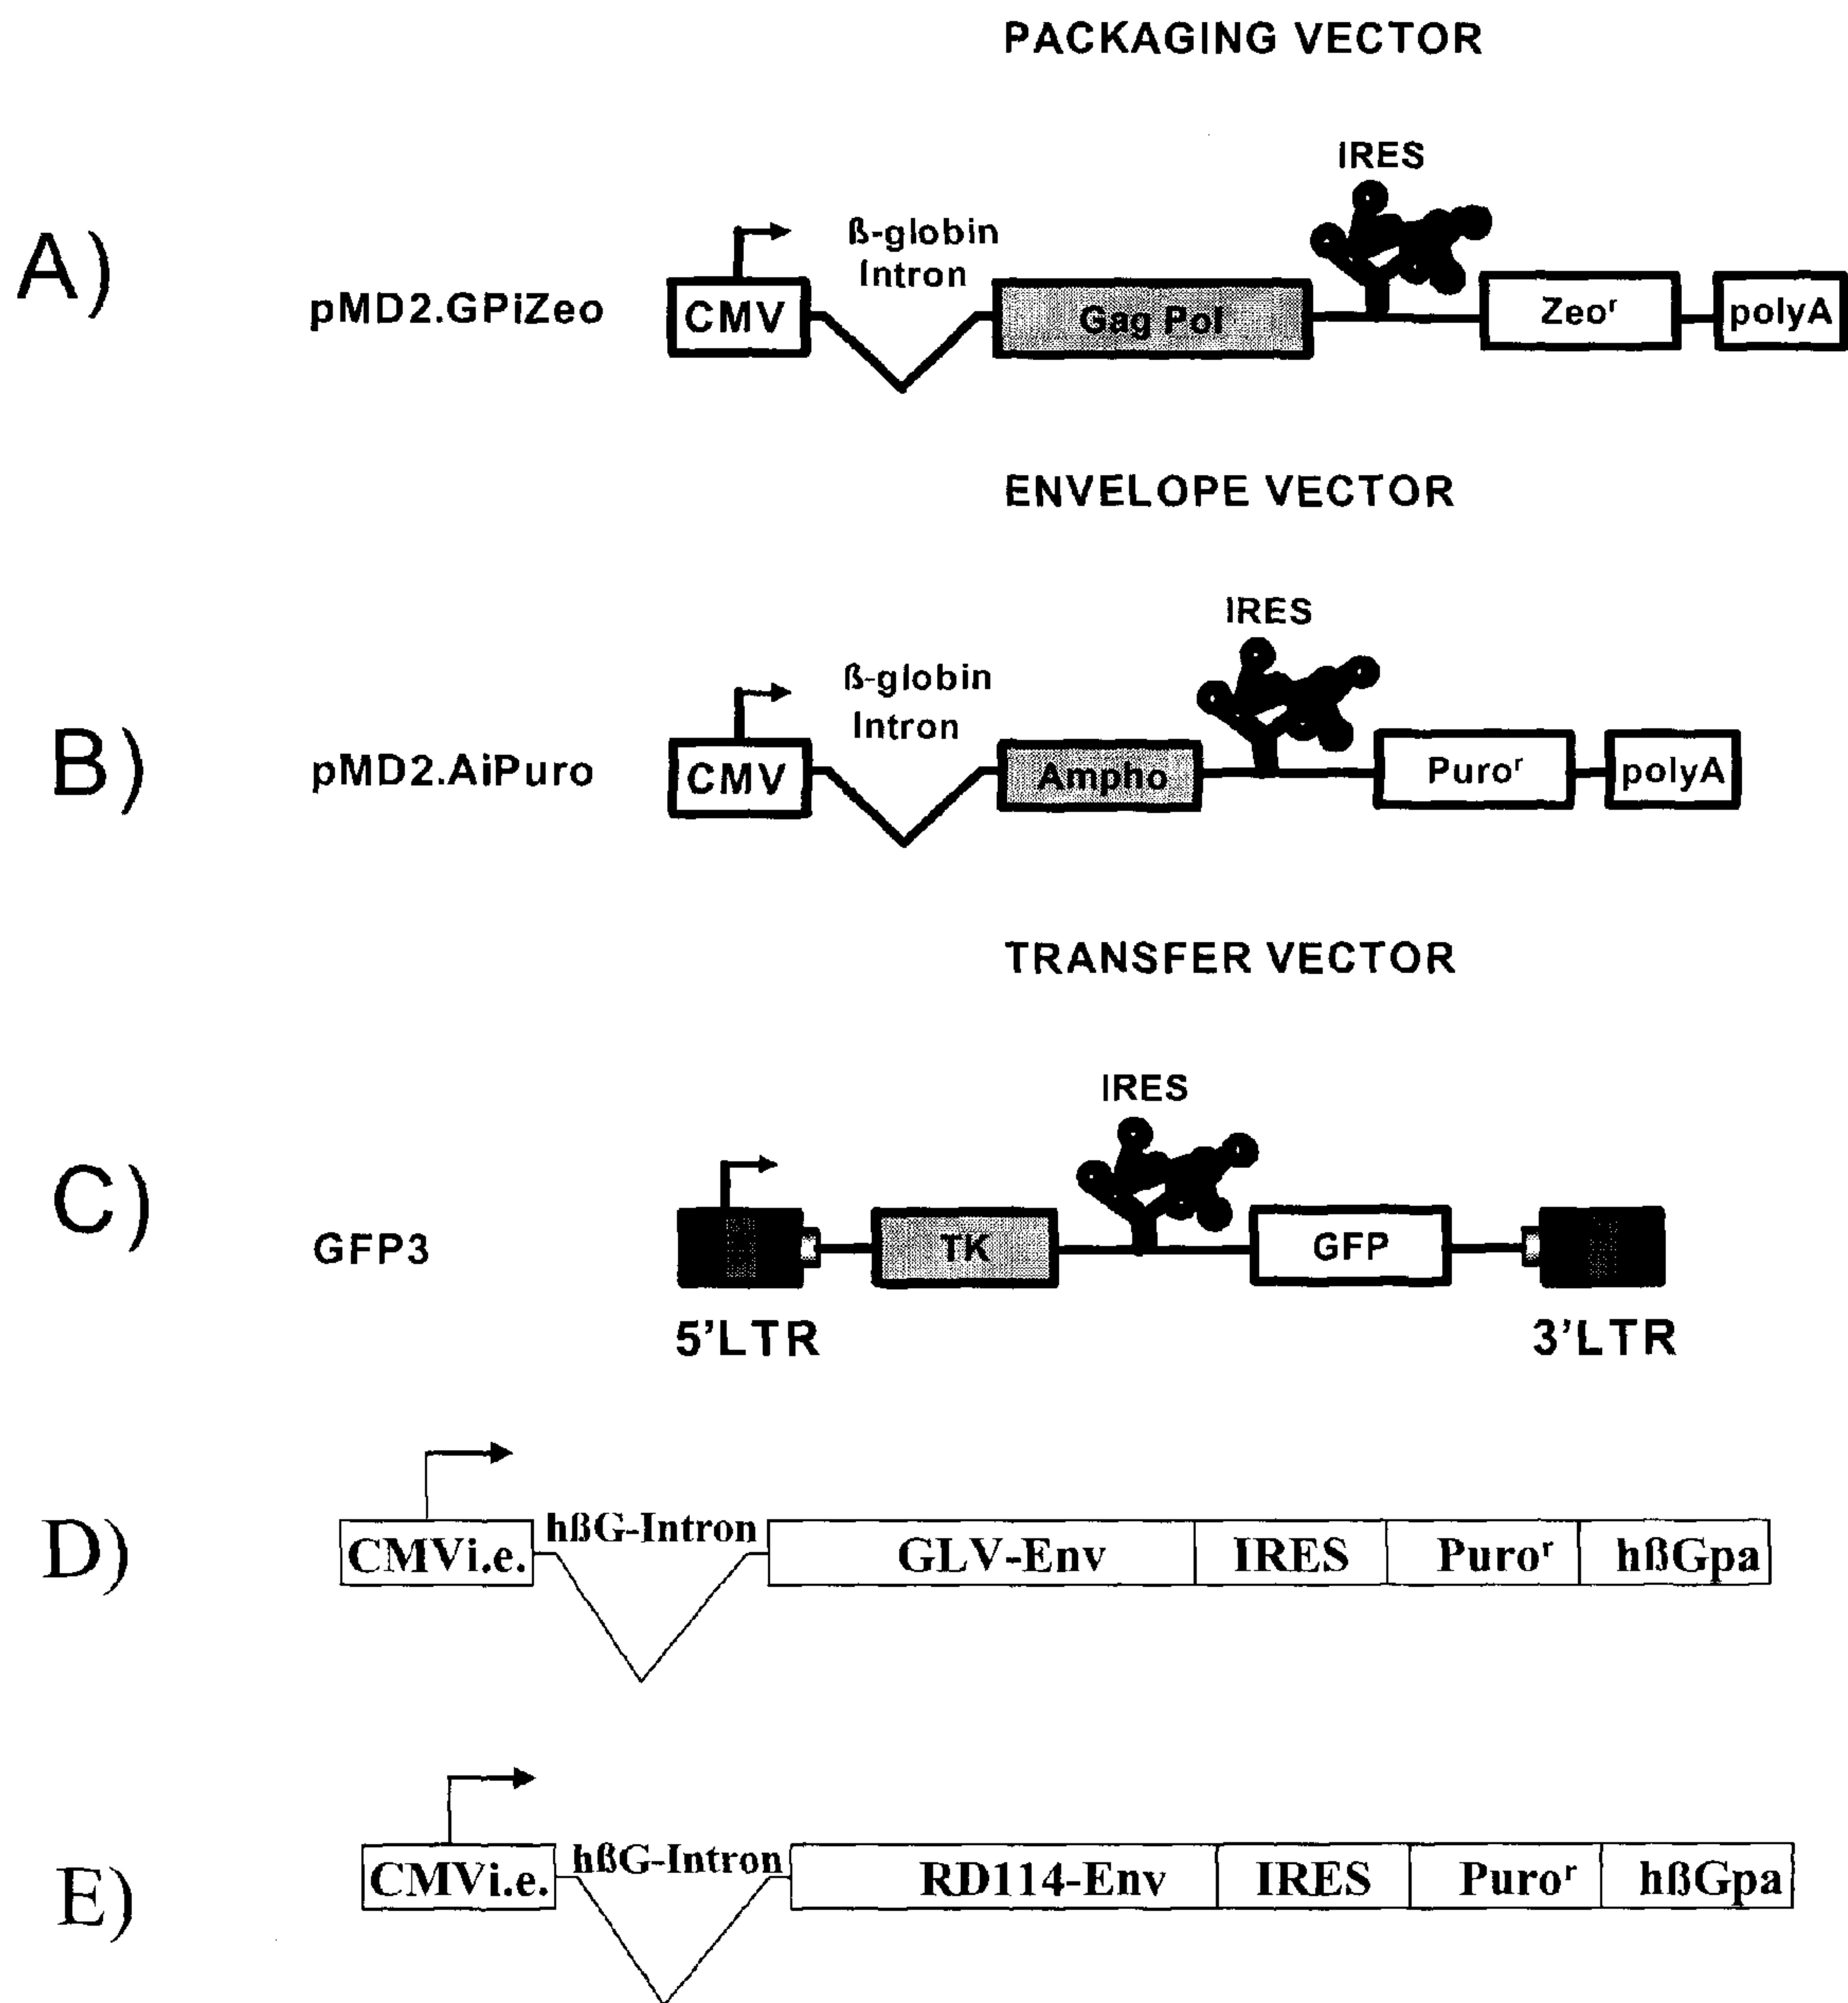 PACKAGING VECTOR
IRES
A)
ß-globin
Intron
pMD2.GPiZeo
CMV
Gag Pol
Zeoʳ
polyA
ENVELOPE VECTOR
IRES
B)
ß-globin
Intron
pMD2.AiPuro
CMV
Ampho
Puroʳ
polyA
TRANSFER VECTOR
IRES
C)
GFP3
TK
GFP
5'LTR
3'LTR
D)
CMVi.e.
hßG-Intron
GLV-Env
IRES
Puroʳ
hßGpa
E)
CMVi.e.
hßG-Intron
RD114-Env
IRES
Puroʳ
hßGpa